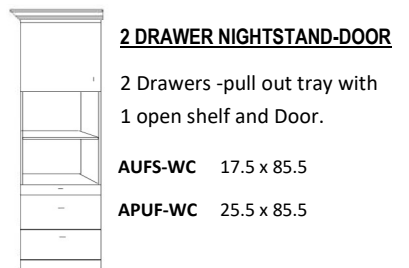 2 DRAWER NIGHTSTAND-DOOR
2 Drawers -pull out tray with
1 open shelf and Door.
AUFS-WC 17.5 x 85.5
APUF-WC 25.5 x 85.5